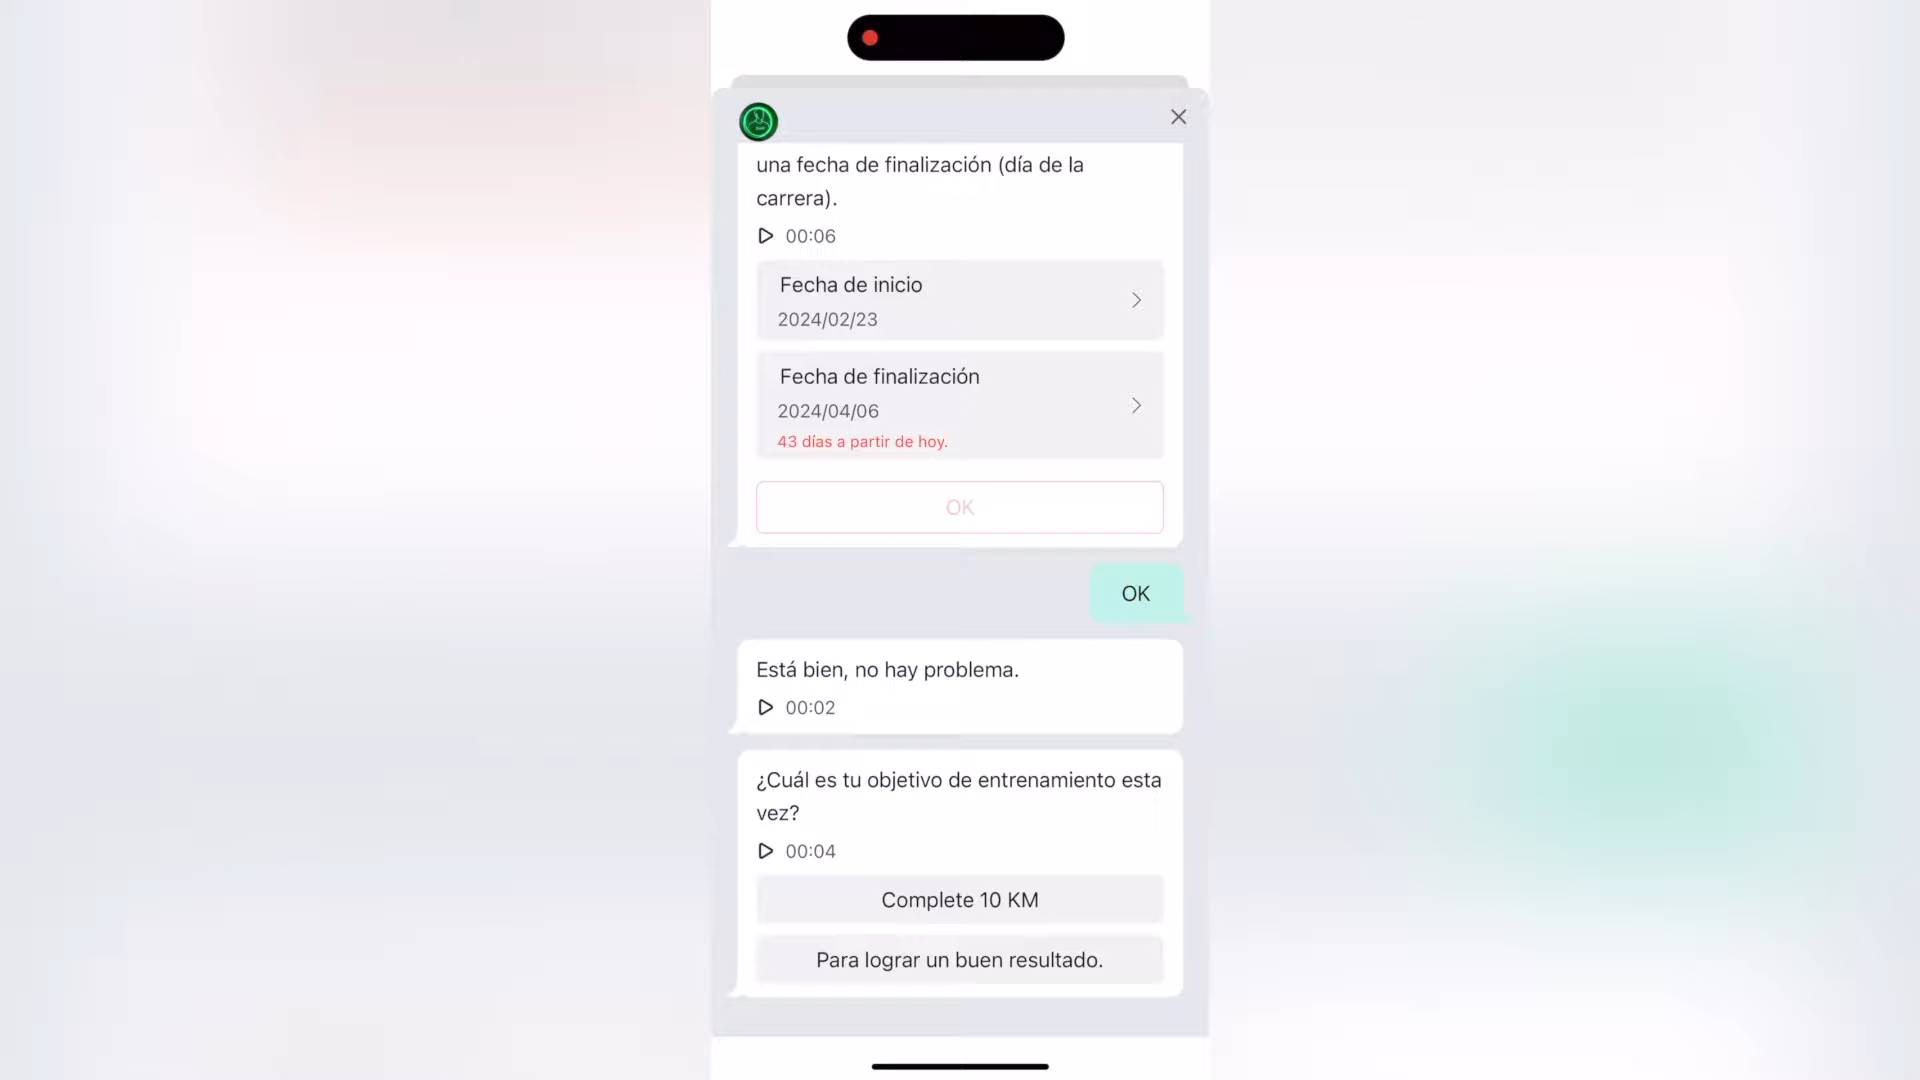 una fecha de finalización (día de la
carrera).
00:06
Fecha de inicio
2024/02/23
Fecha de finalización
2024/04/06
43 días a partir de hoy.
OK
OK
Está bien, no hay problema.
00:02
¿Cuál es tu objetivo de entrenamiento esta
vez?
00:04
Complete 10 KM
Para lograr un buen resultado.